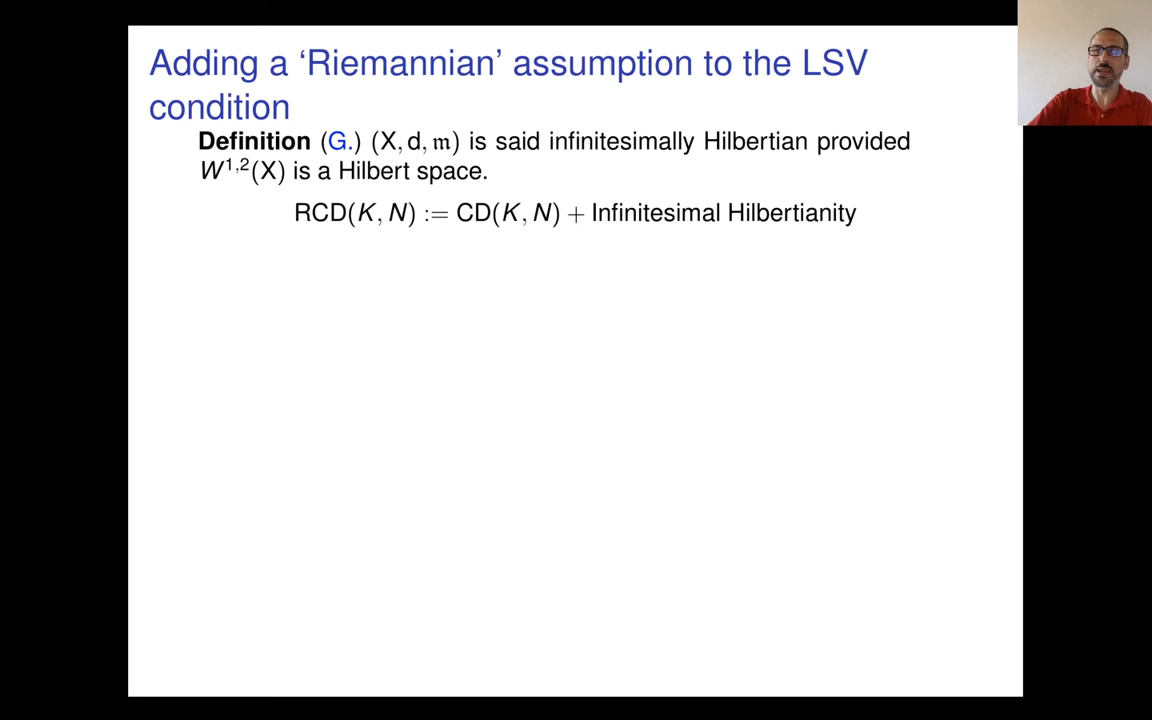 Adding a ‘Riemannian’ assumption to the LSV
condition
Definition (G.) (X, d, 𝔪) is said infinitesimally Hilbertian provided
W^{1,2}(X) is a Hilbert space.
RCD(K, N) := CD(K, N) + Infinitesimal Hilbertianity